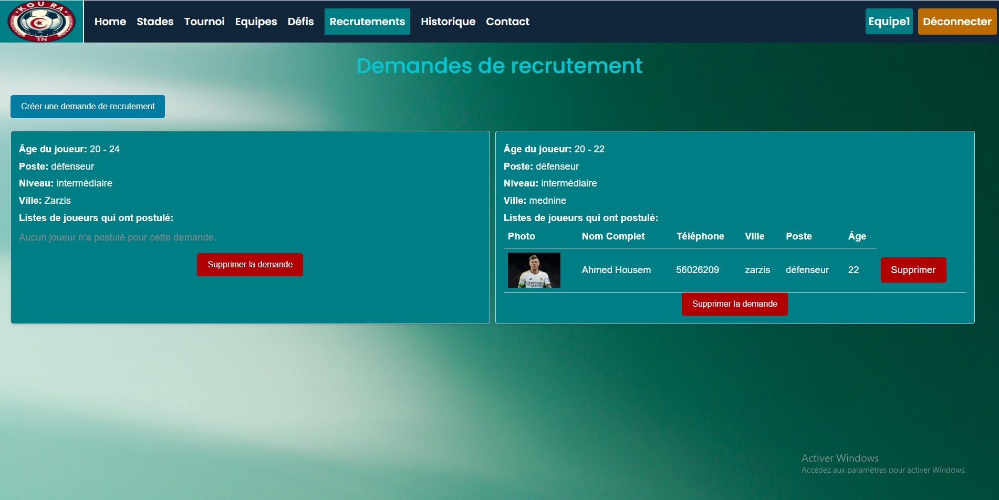 KOURA
TN
Home Stades Tournoi Equipes Défis Recrutements Historique Contact Equipe1 Déconnecter
Demandes de recrutement
Créer une demande de recrutement
Âge du joueur: 20 - 24
Poste: défenseur
Niveau: intermédiaire
Ville: Zarzis
Listes de joueurs qui ont postulé:
Aucun joueur n'a postulé pour cette demande.
Supprimer la demande
Âge du joueur: 20 - 22
Poste: défenseur
Niveau: intermédiaire
Ville: mednine
Listes de joueurs qui ont postulé:
Photo Nom Complet Téléphone Ville Poste Âge
Emirates
Ahmed Housem 56026209 zarzis défenseur 22 Supprimer
Supprimer la demande
Activer Windows
Accédez aux paramètres pour activer Windows.